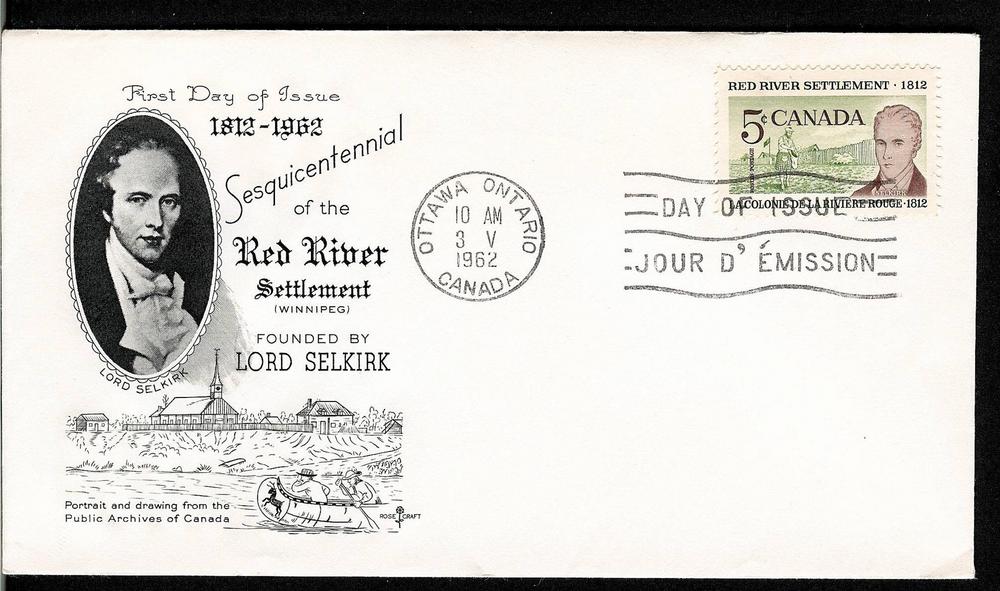 First Day of Issue
1812-1962
Sesquicentennial
of the
Red River
Settlement
(WINNIPEG)
FOUNDED BY
LORD SELKIRK
LORD SELKIRK
Portrait and drawing from the
Public Archives of Canada
ROSE CRAFT
OTTAWA ONTARIO
10 AM
3 V
1962
CANADA
RED RIVER SETTLEMENT · 1812
5¢ CANADA
SELKIRK
LA COLONIE DE LA RIVIÈRE ROUGE · 1812
DAY OF ISSUE
JOUR D' ÉMISSION